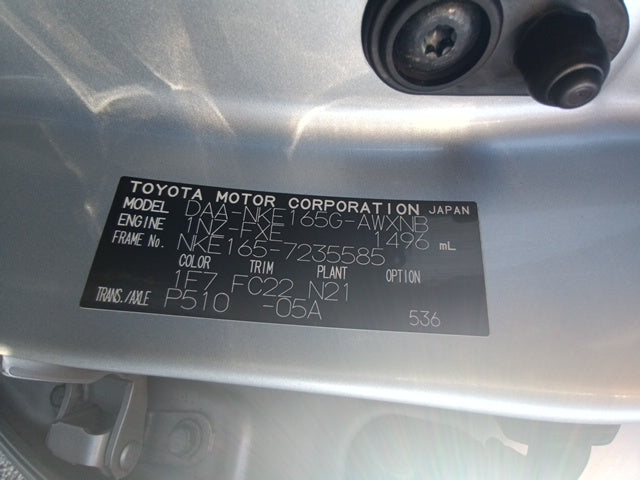 TOYOTA MOTOR CORPORATION JAPAN
MODEL DAA-NKE165G-AWXNB
ENGINE 1NZ-FXE 1496 mL
FRAME No. NKE165-7235585
COLOR TRIM PLANT OPTION
1F7 FC22 N21
TRANS./AXLE P510 -05A
536